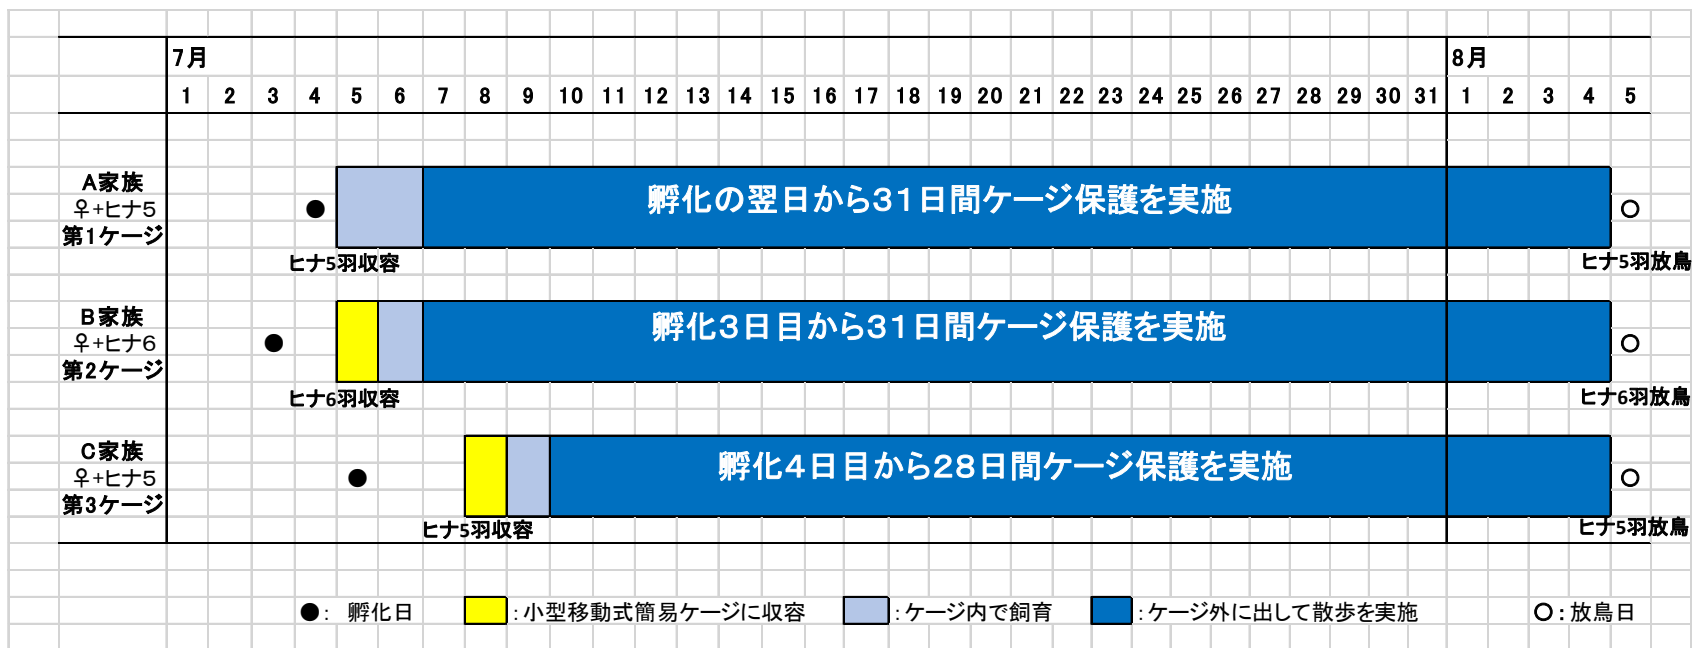 7月 8月
1 2 3 4 5 6 7 8 9 10 11 12 13 14 15 16 17 18 19 20 21 22 23 24 25 26 27 28 29 30 31 1 2 3 4 5
A家族
♀+ヒナ5
第1ケージ
● 孵化の翌日から31日間ケージ保護を実施 ○
ヒナ5羽収容 ヒナ5羽放鳥
B家族
♀+ヒナ6
第2ケージ
● 孵化3日目から31日間ケージ保護を実施 ○
ヒナ6羽収容 ヒナ6羽放鳥
C家族
♀+ヒナ5
第3ケージ
● 孵化4日目から28日間ケージ保護を実施 ○
ヒナ5羽収容 ヒナ5羽放鳥
●: 孵化日 :小型移動式簡易ケージに収容 :ケージ内で飼育 :ケージ外に出して散歩を実施 ○:放鳥日